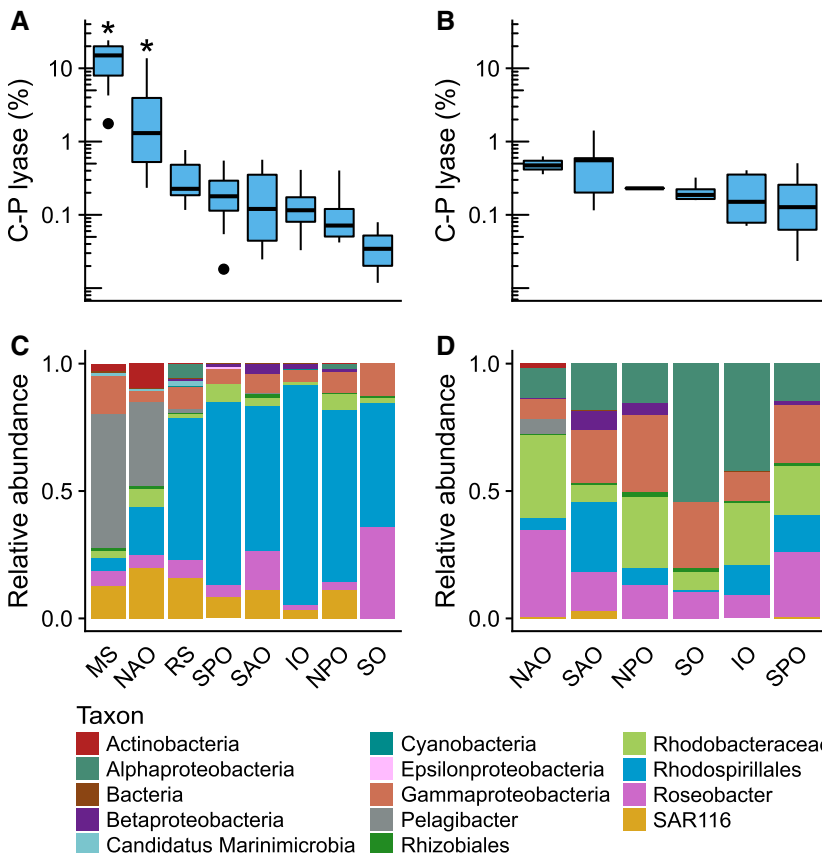 A
B
C-P lyase (%)
10
1
0.1
*
*
C-P lyase (%)
10
1
0.1
C
D
Relative abundance
1.0
0.5
0.0
Relative abundance
1.0
0.5
0.0
MS NAO RS SPO SAO IO NPO SO
NAO SAO NPO SO IO SPO
Taxon
Actinobacteria
Alphaproteobacteria
Bacteria
Betaproteobacteria
Candidatus Marinimicrobia
Cyanobacteria
Epsilonproteobacteria
Gammaproteobacteria
Pelagibacter
Rhizobiales
Rhodobacteraceae
Rhodospirillales
Roseobacter
SAR116